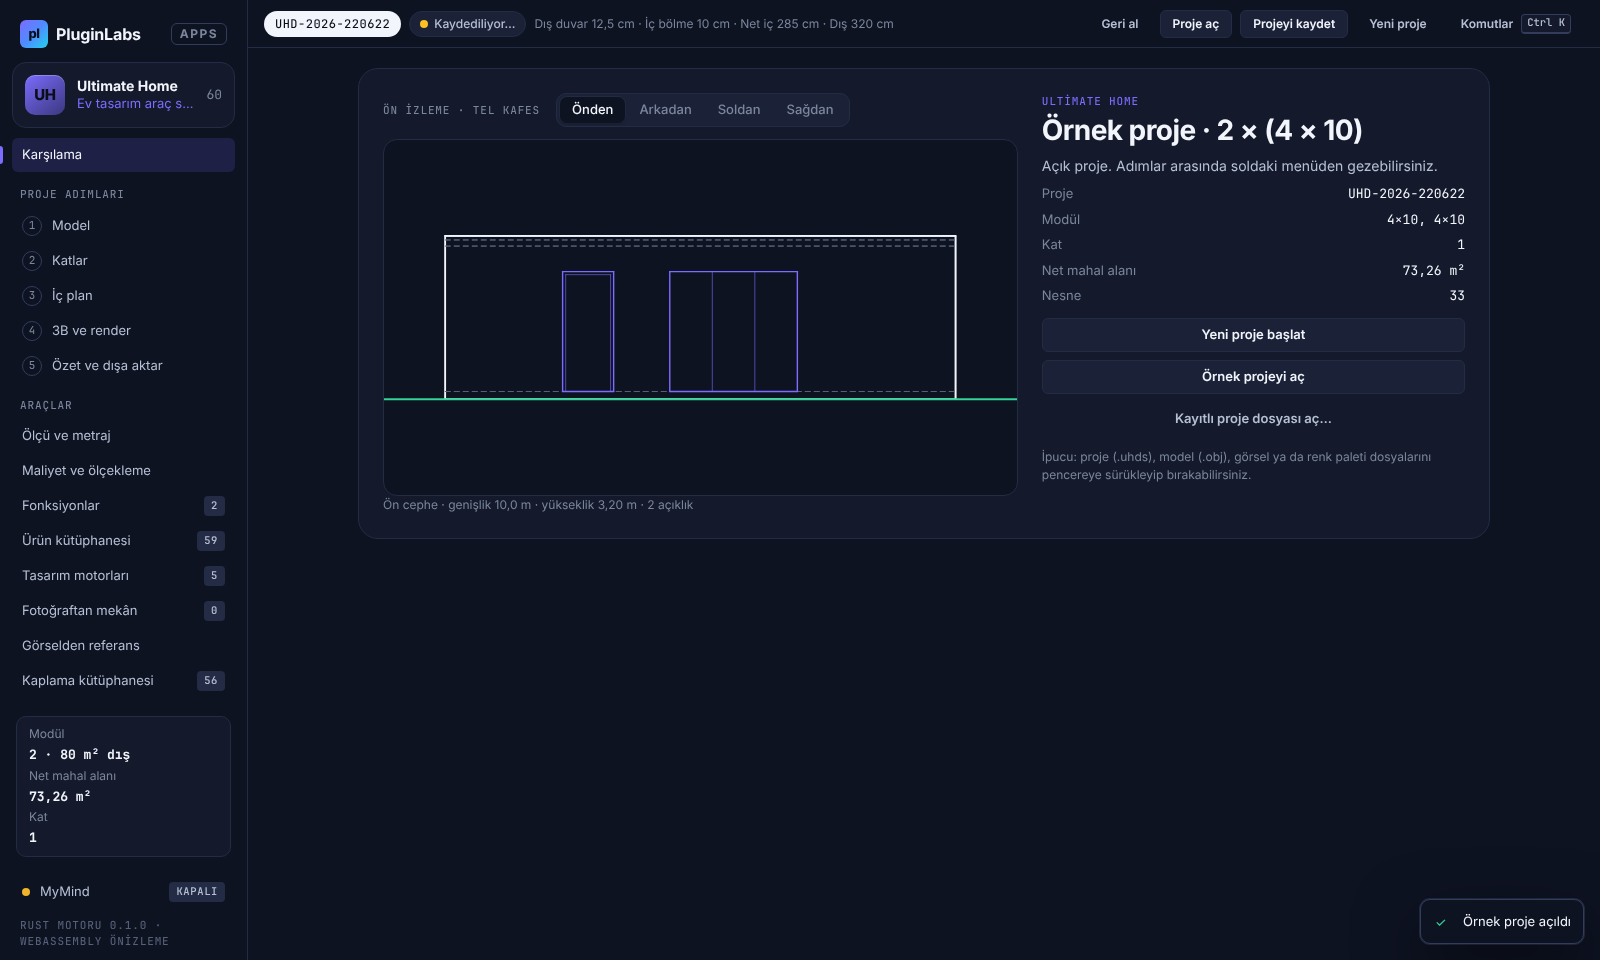 pl PluginLabs APPS
UH Ultimate Home
Ev tasarım araç s... 60
Karşılama
PROJE ADIMLARI
1 Model
2 Katlar
3 İç plan
4 3B ve render
5 Özet ve dışa aktar
ARAÇLAR
Ölçü ve metraj
Maliyet ve ölçekleme
Fonksiyonlar 2
Ürün kütüphanesi 59
Tasarım motorları 5
Fotoğraftan mekân 0
Görselden referans
Kaplama kütüphanesi 56
Modül
2 · 80 m² dış
Net mahal alanı
73,26 m²
Kat
1
MyMind KAPALI
RUST MOTORU 0.1.0 ·
WEBASSEMBLY ÖNİZLEME
UHD-2026-220622 Kaydediliyor... Dış duvar 12,5 cm · İç bölme 10 cm · Net iç 285 cm · Dış 320 cm Geri al Proje aç Projeyi kaydet Yeni proje Komutlar Ctrl K
ÖN İZLEME · TEL KAFES Önden Arkadan Soldan Sağdan
Ön cephe · genişlik 10,0 m · yükseklik 3,20 m · 2 açıklık
ULTİMATE HOME
Örnek proje · 2 × (4 × 10)
Açık proje. Adımlar arasında soldaki menüden gezebilirsiniz.
Proje UHD-2026-220622
Modül 4×10, 4×10
Kat 1
Net mahal alanı 73,26 m²
Nesne 33
Yeni proje başlat
Örnek projeyi aç
Kayıtlı proje dosyası aç...
İpucu: proje (.uhds), model (.obj), görsel ya da renk paleti dosyalarını
pencereye sürükleyip bırakabilirsiniz.
✓ Örnek proje açıldı